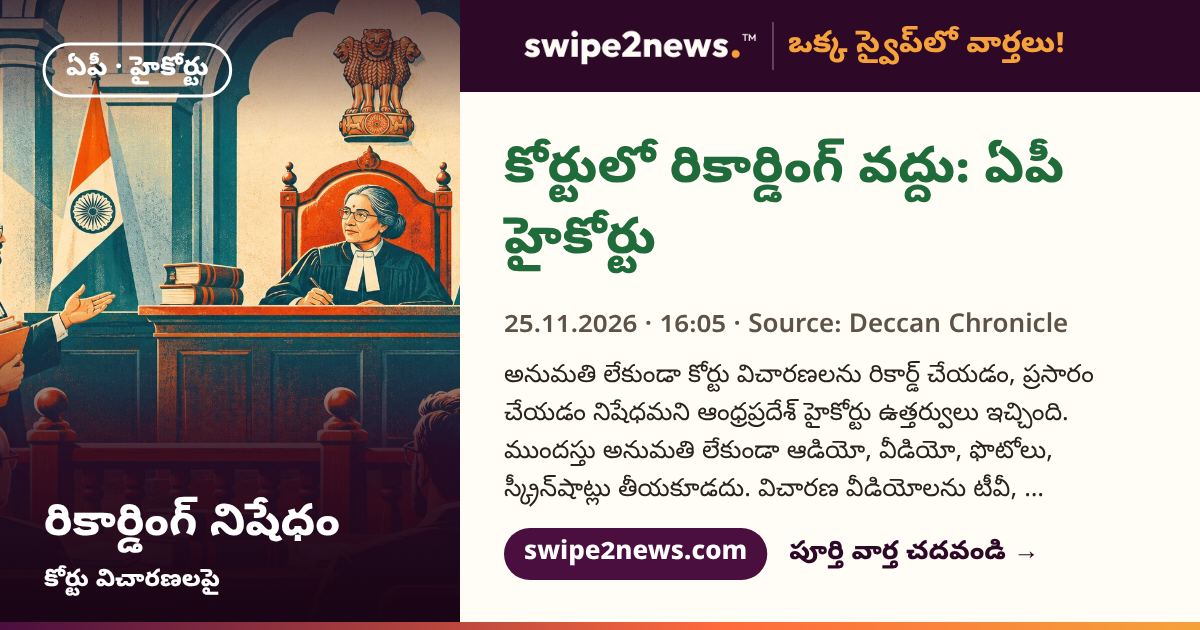 ఏపీ · హైకోర్టు
రికార్డింగ్ నిషేధం
కోర్టు విచారణలపై
swipe2news.™
ఒక్క స్వైప్‌లో వార్తలు!
కోర్టులో రికార్డింగ్ వద్దు: ఏపీ
హైకోర్టు
25.11.2026 · 16:05 · Source: Deccan Chronicle
అనుమతి లేకుండా కోర్టు విచారణలను రికార్డ్ చేయడం, ప్రసారం
చేయడం నిషేధమని ఆంధ్రప్రదేశ్ హైకోర్టు ఉత్తర్వులు ఇచ్చింది.
ముందస్తు అనుమతి లేకుండా ఆడియో, వీడియో, ఫొటోలు,
స్క్రీన్‌షాట్లు తీయకూడదు. విచారణ వీడియోలను టీవీ, ...
swipe2news.com
పూర్తి వార్త చదవండి →